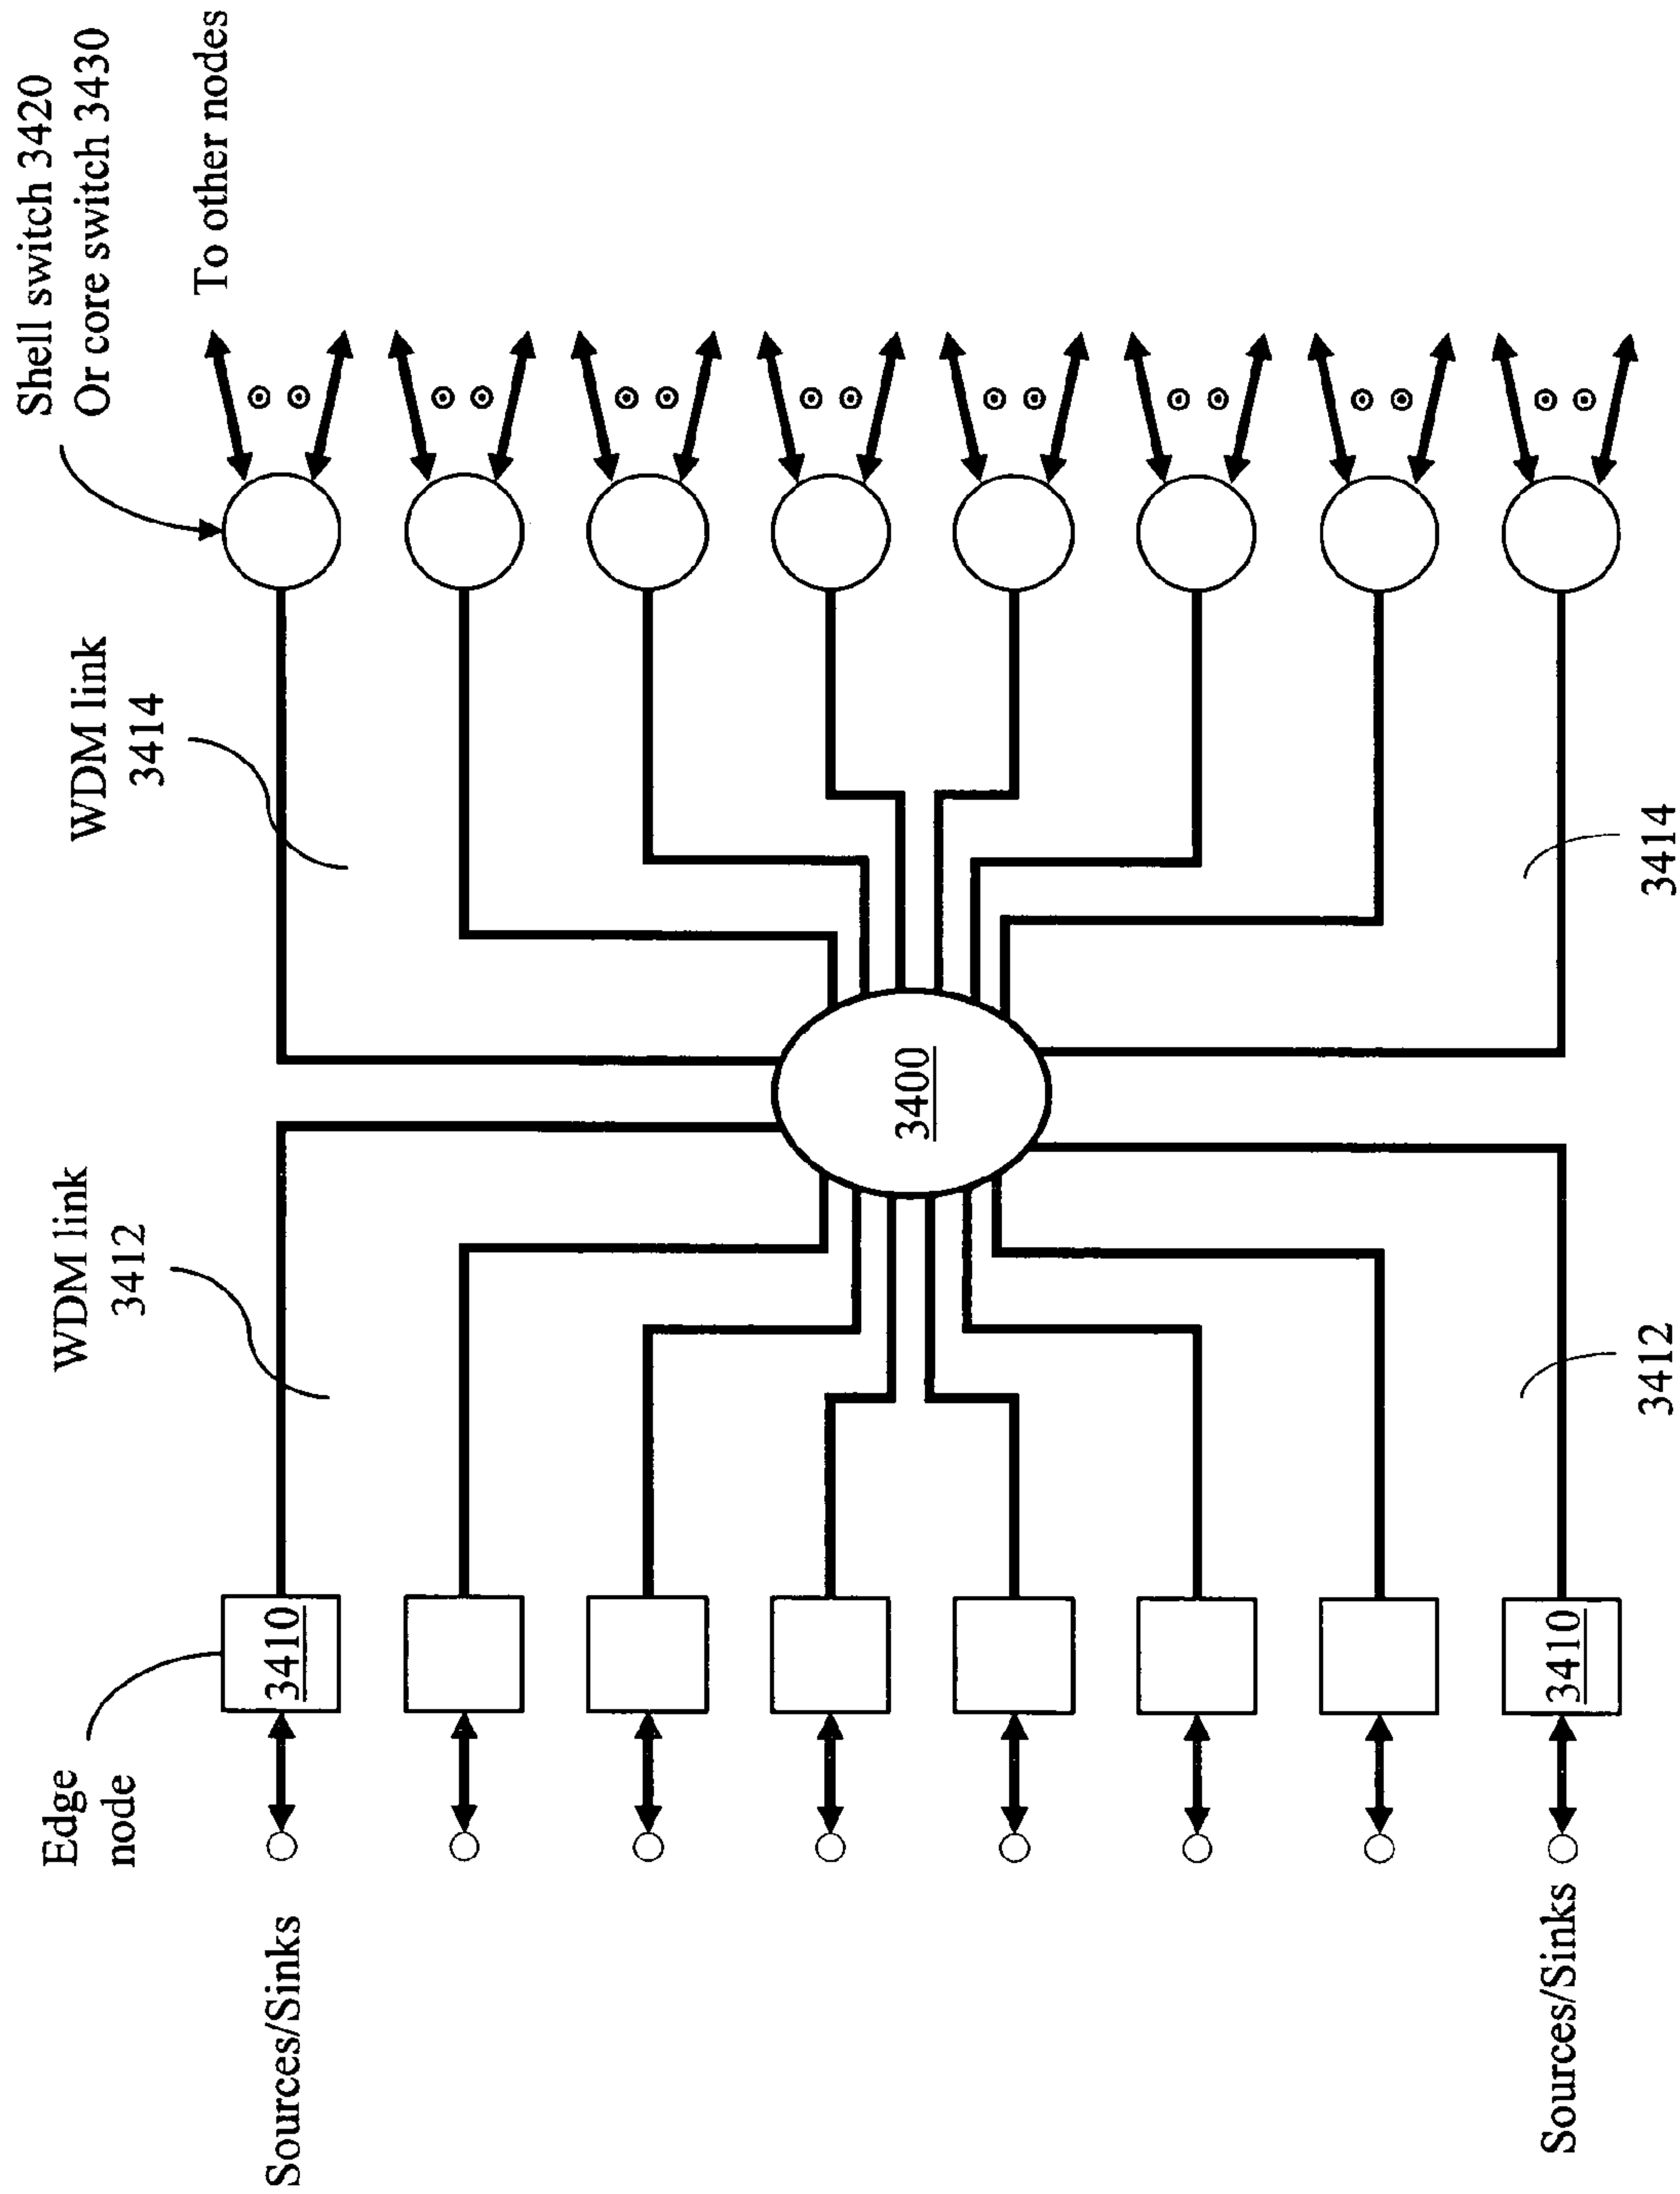 Shell switch 3420
Or core switch 3430
To other nodes
WDM link
3414
WDM link
3412
Edge
node
3410
Sources/Sinks
3400
3414
3412
3410
Sources/Sinks